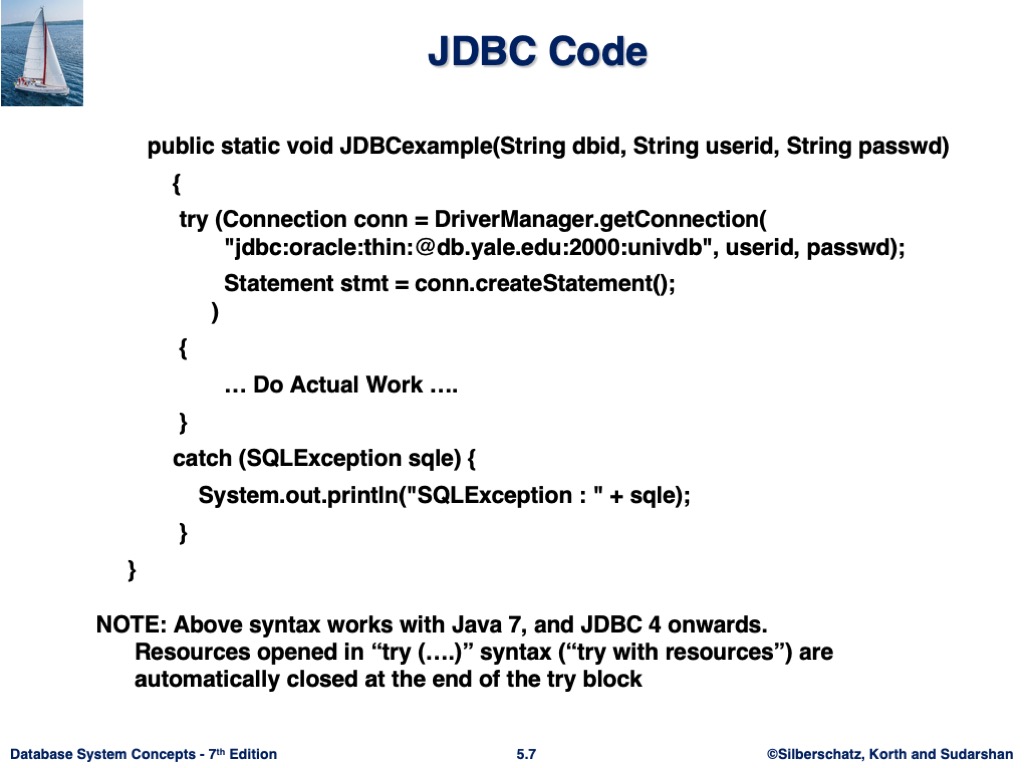 JDBC Code
public static void JDBCexample(String dbid, String userid, String passwd)
{
try (Connection conn = DriverManager.getConnection(
"jdbc:oracle:thin:@db.yale.edu:2000:univdb", userid, passwd);
Statement stmt = conn.createStatement();
)
{
… Do Actual Work ….
}
catch (SQLException sqle) {
System.out.println("SQLException : " + sqle);
}
}
NOTE: Above syntax works with Java 7, and JDBC 4 onwards.
Resources opened in “try (….)” syntax (“try with resources”) are
automatically closed at the end of the try block
Database System Concepts - 7th Edition
5.7
©Silberschatz, Korth and Sudarshan